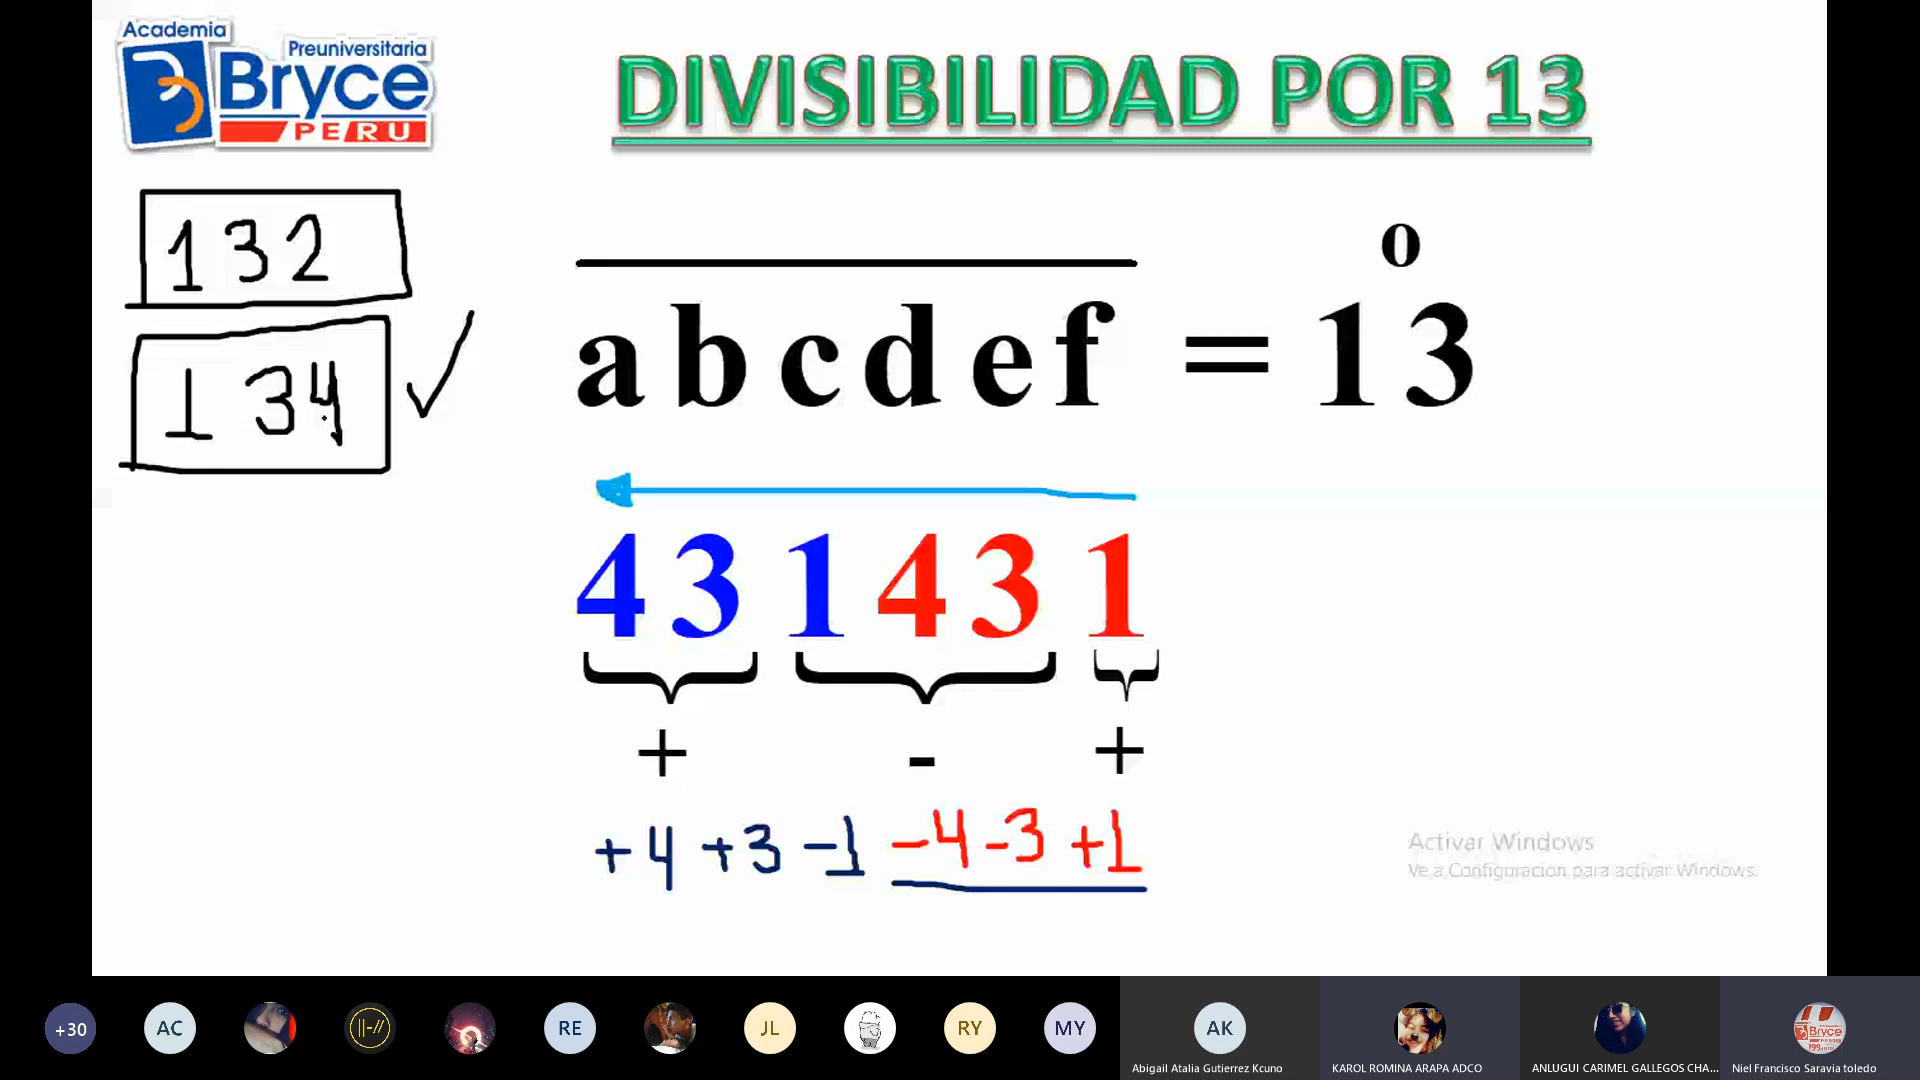 Academia
Preuniversitaria
Bryce
PERU
DIVISIBILIDAD POR 13
132
134
o
abcdef = 13
431431
+ - +
+4 +3 -1 -4 -3 +1
Activar Windows
Ve a Configuración para activar Windows.
+30
AC
RE
JL
RY
MY
AK
Abigail Atalia Gutierrez Kcuno
KAROL ROMINA ARAPA ADCO
ANLUGUI CARIMEL GALLEGOS CHA...
Bryce
Niel Francisco Saravia toledo